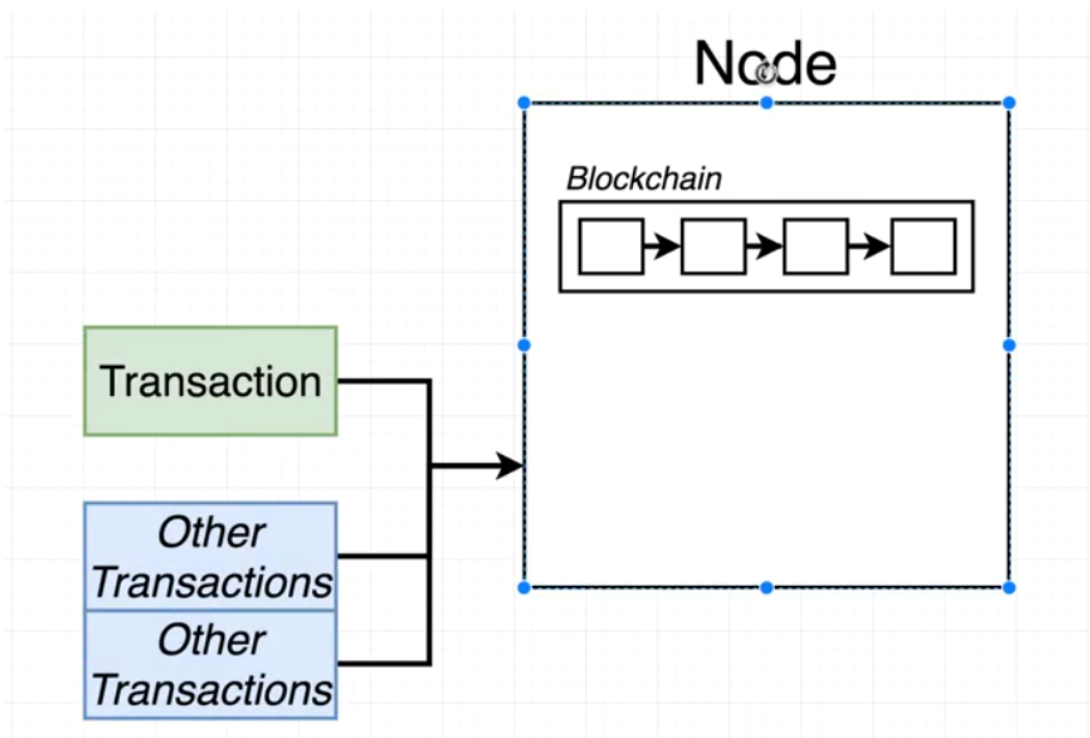 Node
Blockchain
Transaction
Other
Transactions
Other
Transactions